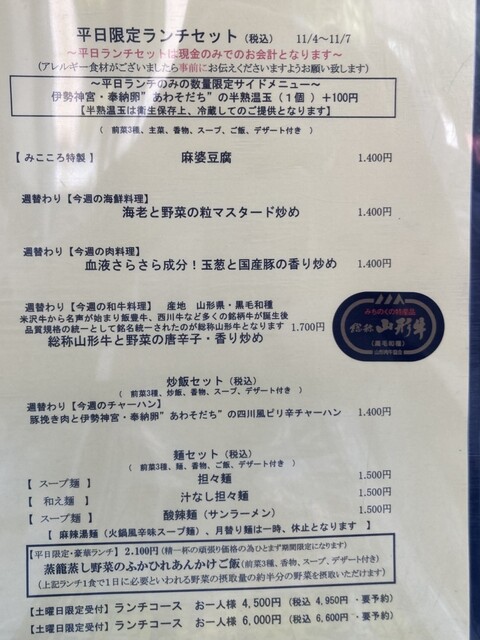 平日限定ランチセット（税込） 11/4～11/7
～平日ランチセットは現金のみでのお会計となります～
(アレルギー食材がございましたら事前にお伝えくださいますようお願い致します)
～平日ランチのみの数量限定サイドメニュー～
伊勢神宮・奉納卵”あわそだち”の半熟温玉（１個）＋100円
【半熟温玉は衛生保存上、冷蔵してのご提供となります】
（ 前菜3種、主菜、香物、スープ、ご飯、デザート付き ）
【 みこころ特製 】 麻婆豆腐 1.400円
週替わり【今週の海鮮料理】
海老と野菜の粒マスタード炒め 1.400円
週替わり【今週の肉料理】
血液さらさら成分！玉葱と国産豚の香り炒め 1.400円
週替わり【今週の和牛料理】 産地 山形県・黒毛和種
米沢牛から名声が始まり飯豊牛、西川牛など多くの銘柄牛が誕生後
品質規格の統一として銘名統一されたのが総称山形牛となります 1.700円
総称山形牛と野菜の唐辛子・香り炒め
みちのくの特産品
総称 山形牛
(黒毛和種)
炒飯セット（税込）
（ 前菜3種、炒飯、香物、スープ、デザート付き ）
週替わり【今週のチャーハン】
豚挽き肉と伊勢神宮・奉納卵”あわそだち”の四川風ピリ辛チャーハン 1.400円
麺セット（税込）
（ 前菜3種、麺、香物、ご飯、デザート付き ）
【 スープ麺 】 担々麺 1.500円
【 和え麺 】 汁なし担々麺 1.500円
【 スープ麺 】 酸辣麺（サンラーメン） 1.500円
【 麻辣湯麺（火鍋風辛味スープ麺）、月替り麺は一時、休止となります 】
【平日限定・豪華ランチ】 2.100円（精一杯の頑張り価格の為ひとまず期間限定になります）
蒸籠蒸し野菜のふかひれあんかけご飯(前菜3種、香物、スープ、デザート付き)
（上記ランチ1食で1日に必要といわれる野菜の摂取量の約半分の野菜を摂取いただけます）
【土曜日限定受付】ランチコース お一人様 4,500円（税込 4,950円 ・要予約）
【土曜日限定受付】ランチコース お一人様 6,000円（税込 6,600円 ・要予約）